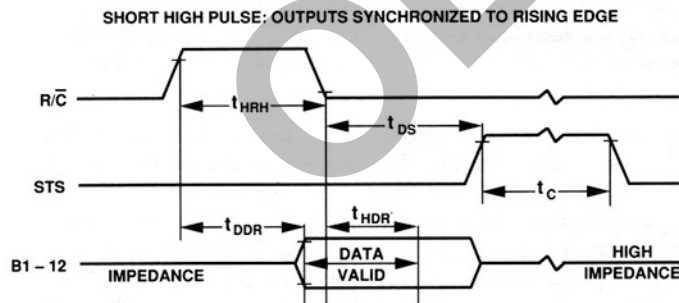 SHORT HIGH PULSE: OUTPUTS SYNCHRONIZED TO RISING EDGE
R/C̅
tHRH
tDS
STS
tC
tDDR
tHDR
B1 – 12
IMPEDANCE
DATA
VALID
HIGH
IMPEDANCE